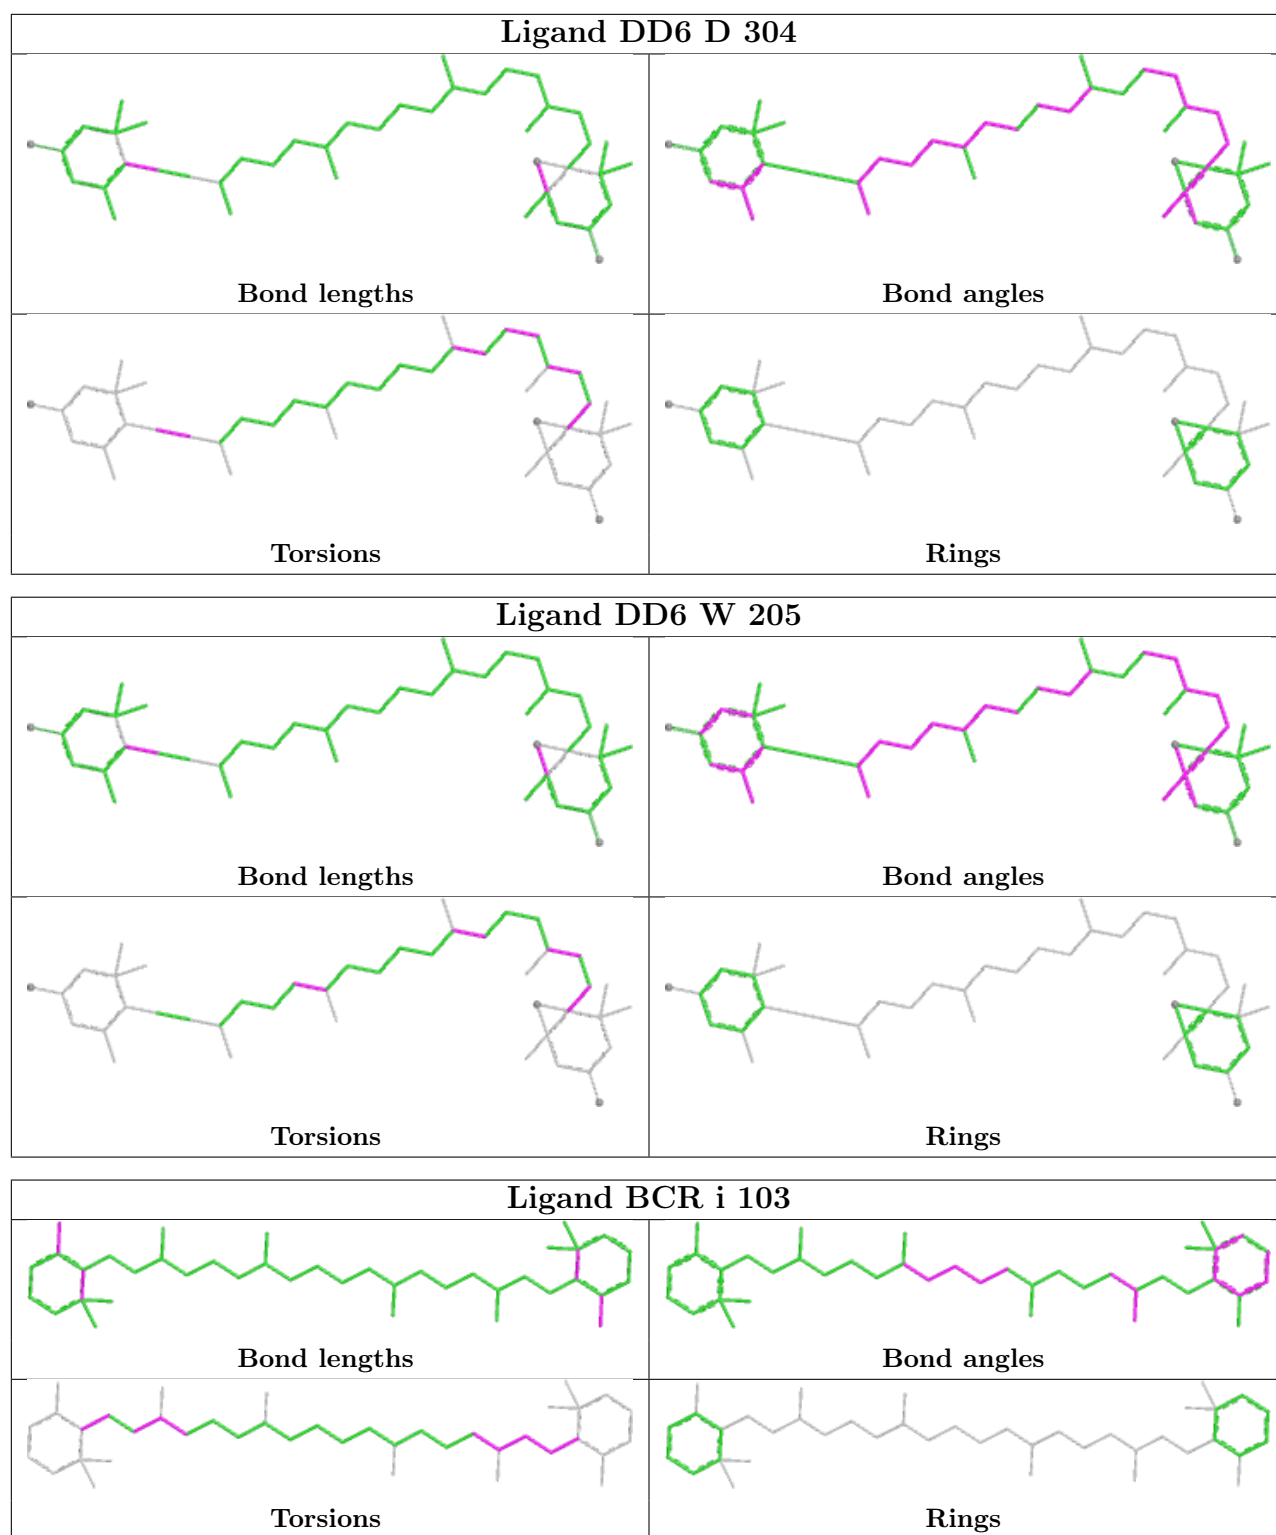 Ligand DD6 D 304
Bond lengths
Bond angles
Torsions
Rings
Ligand DD6 W 205
Bond lengths
Bond angles
Torsions
Rings
Ligand BCR i 103
Bond lengths
Bond angles
Torsions
Rings